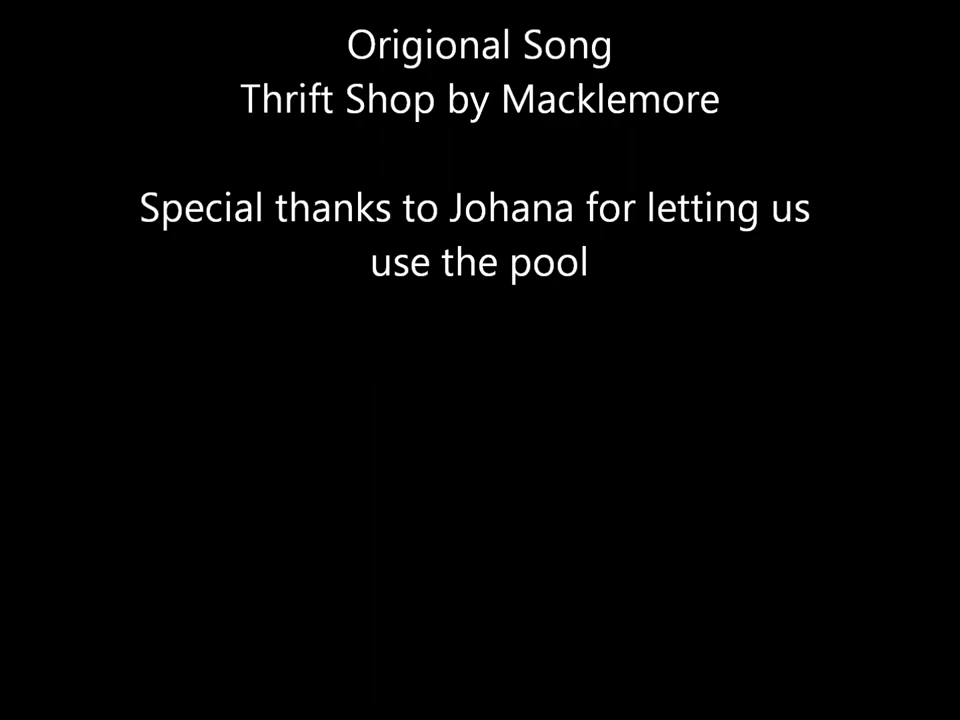 Origional Song
Thrift Shop by Macklemore
Special thanks to Johana for letting us
use the pool